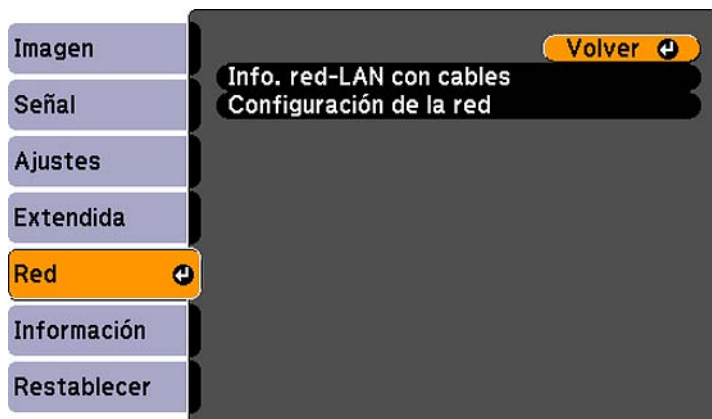 Imagen
Señal
Ajustes
Extendida
Red
Información
Restablecer
Volver
Info. red-LAN con cables
Configuración de la red